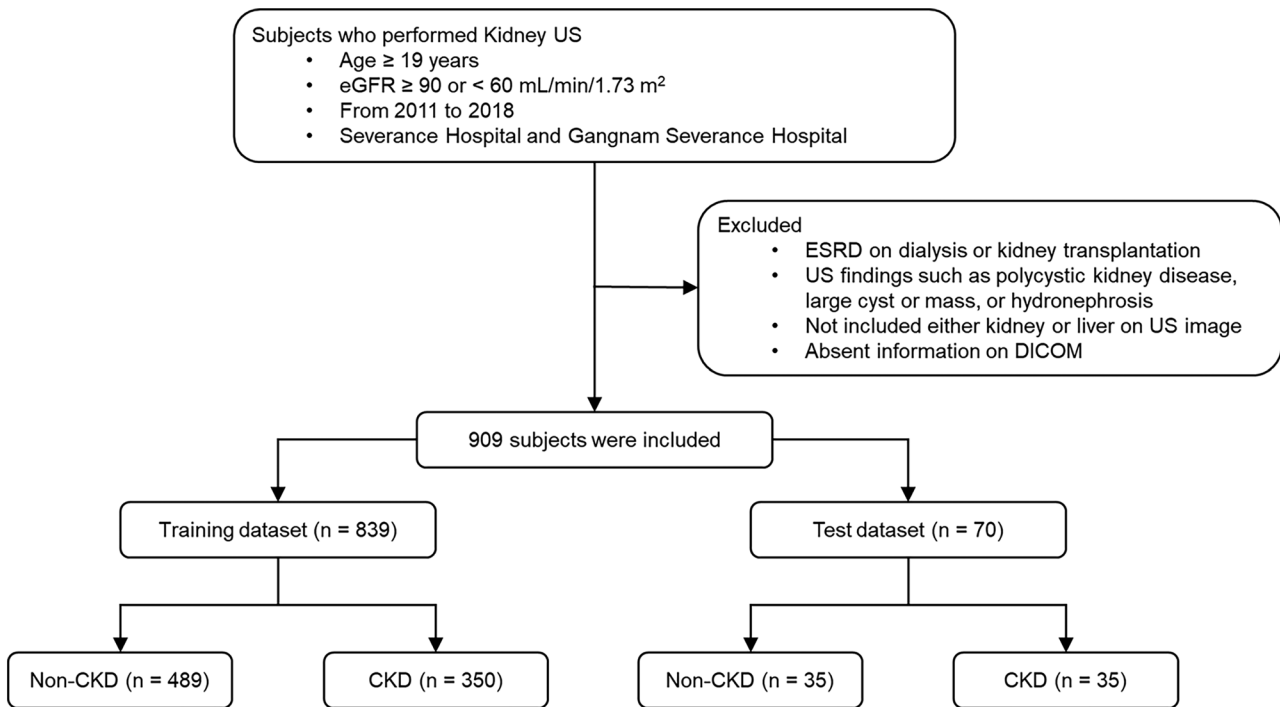 Subjects who performed Kidney US
• Age ≥ 19 years
• eGFR ≥ 90 or < 60 mL/min/1.73 m²
• From 2011 to 2018
• Severance Hospital and Gangnam Severance Hospital
Excluded
• ESRD on dialysis or kidney transplantation
• US findings such as polycystic kidney disease,
large cyst or mass, or hydronephrosis
• Not included either kidney or liver on US image
• Absent information on DICOM
909 subjects were included
Training dataset (n = 839)
Test dataset (n = 70)
Non-CKD (n = 489)
CKD (n = 350)
Non-CKD (n = 35)
CKD (n = 35)